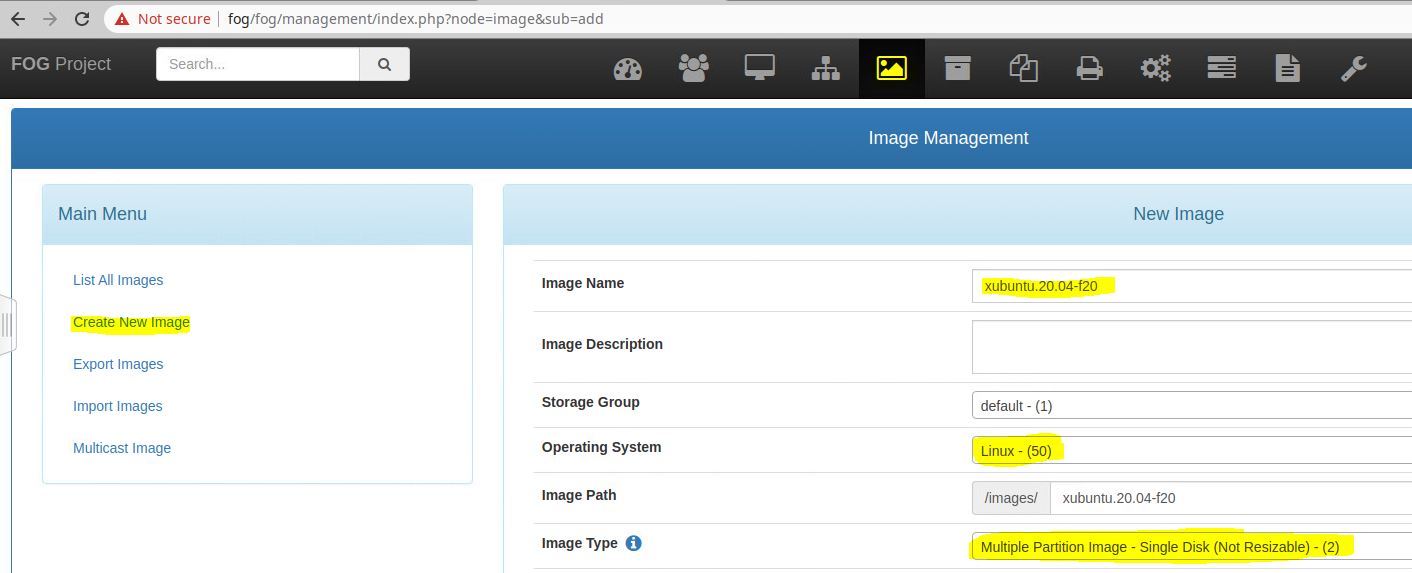 Not secure | fog/fog/management/index.php?node=image&sub=add
FOG Project
Search...
Image Management
Main Menu
List All Images
Create New Image
Export Images
Import Images
Multicast Image
New Image
Image Name
xubuntu.20.04-f20
Image Description
Storage Group
default - (1)
Operating System
Linux - (50)
Image Path
/images/ xubuntu.20.04-f20
Image Type
Multiple Partition Image - Single Disk (Not Resizable) - (2)